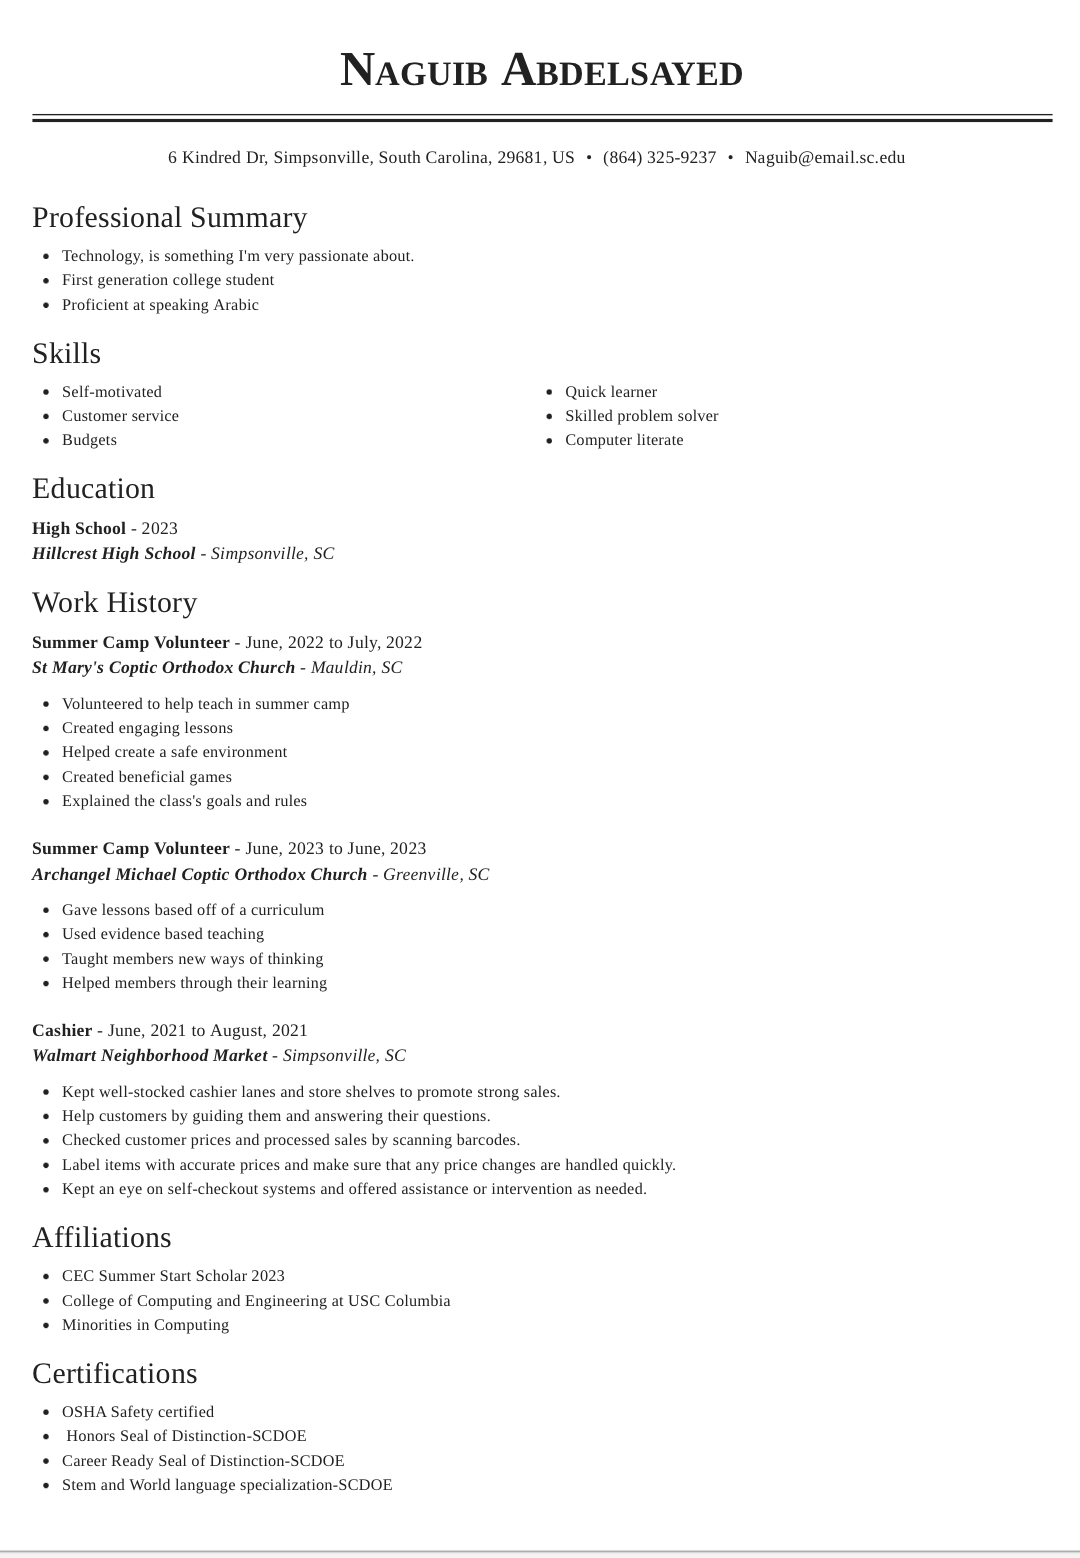 Naguib Abdelsayed
6 Kindred Dr, Simpsonville, South Carolina, 29681, US • (864) 325-9237 • Naguib@email.sc.edu
Professional Summary
• Technology, is something I'm very passionate about.
• First generation college student
• Proficient at speaking Arabic
Skills
• Self-motivated
• Customer service
• Budgets
• Quick learner
• Skilled problem solver
• Computer literate
Education
High School - 2023
Hillcrest High School - Simpsonville, SC
Work History
Summer Camp Volunteer - June, 2022 to July, 2022
St Mary's Coptic Orthodox Church - Mauldin, SC
• Volunteered to help teach in summer camp
• Created engaging lessons
• Helped create a safe environment
• Created beneficial games
• Explained the class's goals and rules
Summer Camp Volunteer - June, 2023 to June, 2023
Archangel Michael Coptic Orthodox Church - Greenville, SC
• Gave lessons based off of a curriculum
• Used evidence based teaching
• Taught members new ways of thinking
• Helped members through their learning
Cashier - June, 2021 to August, 2021
Walmart Neighborhood Market - Simpsonville, SC
• Kept well-stocked cashier lanes and store shelves to promote strong sales.
• Help customers by guiding them and answering their questions.
• Checked customer prices and processed sales by scanning barcodes.
• Label items with accurate prices and make sure that any price changes are handled quickly.
• Kept an eye on self-checkout systems and offered assistance or intervention as needed.
Affiliations
• CEC Summer Start Scholar 2023
• College of Computing and Engineering at USC Columbia
• Minorities in Computing
Certifications
• OSHA Safety certified
• Honors Seal of Distinction-SCDOE
• Career Ready Seal of Distinction-SCDOE
• Stem and World language specialization-SCDOE